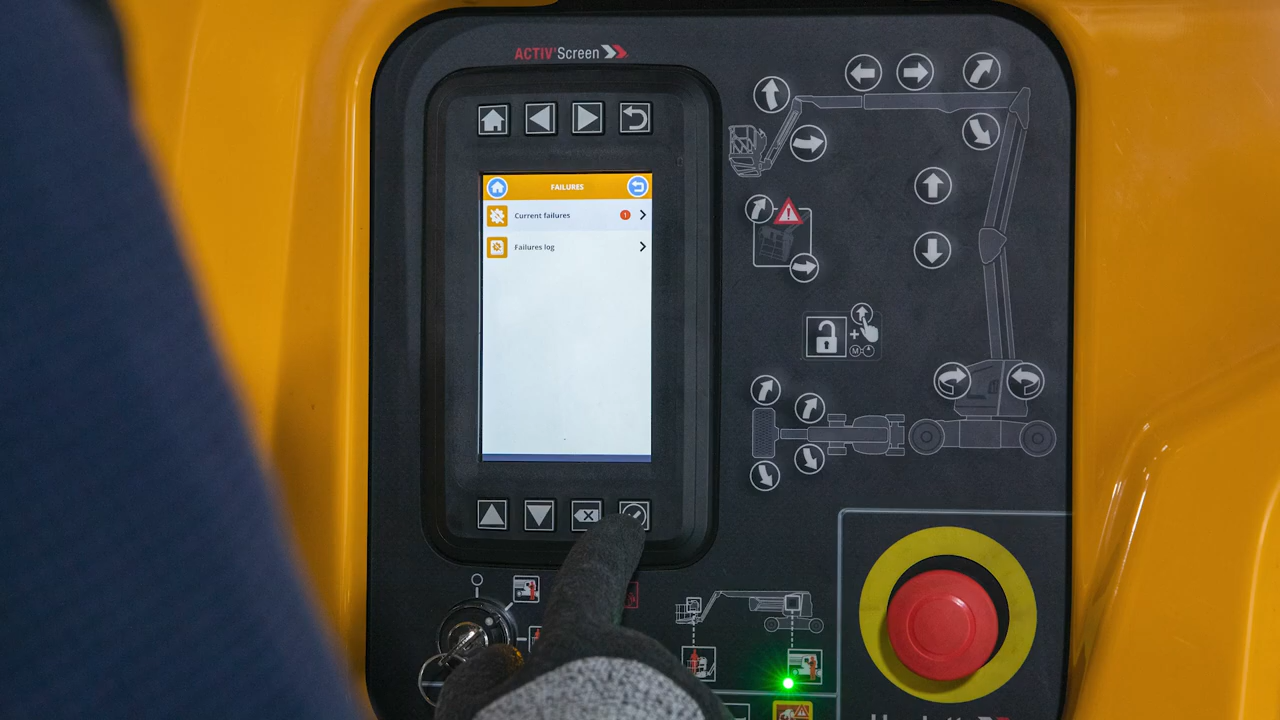 ACTIV'Screen
FAILURES
Current failures 1
Failures log
M